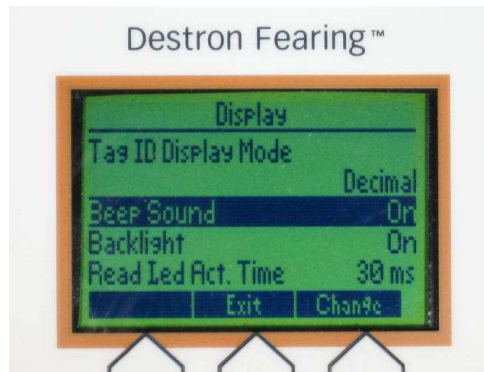 Destron Fearing™
Display
Tag ID Display Mode
Decimal
Beep Sound On
Backlight On
Read Led Act. Time 30 ms
Exit Change